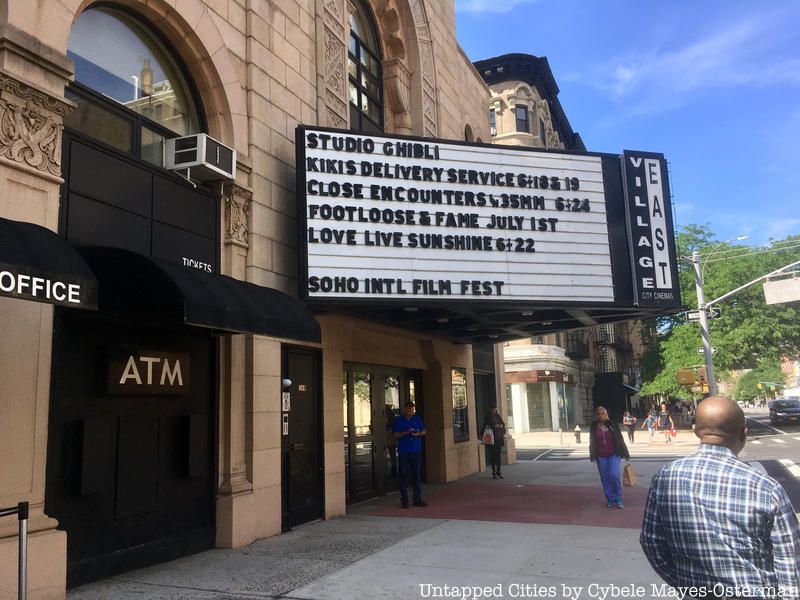 STUDIO GHIBLI
KIKIS DELIVERY SERVICE 6/18 & 19
CLOSE ENCOUNTERS 35MM 6/24
FOOTLOOSE & FAME JULY 1ST
LOVE LIVE SUNSHINE 6/22
SOHO INTL FILM FEST
VILLAGE
EAST
CITY CINEMAS
TICKETS
OFFICE
ATM
Untapped Cities by Cybele Mayes-Osterman